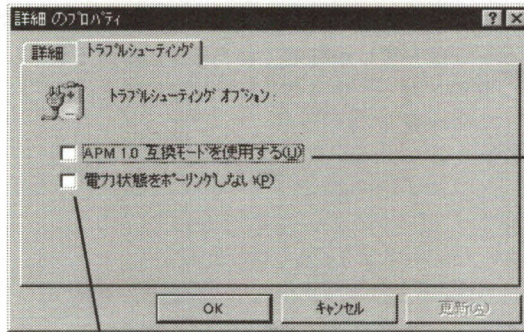 詳細 のプロパティ
詳細 トラブルシューティング
トラブルシューティング オプション:
APM 1.0 互換モードを使用する(U)
電力状態をポーリングしない(P)
OK キャンセル 更新(A)